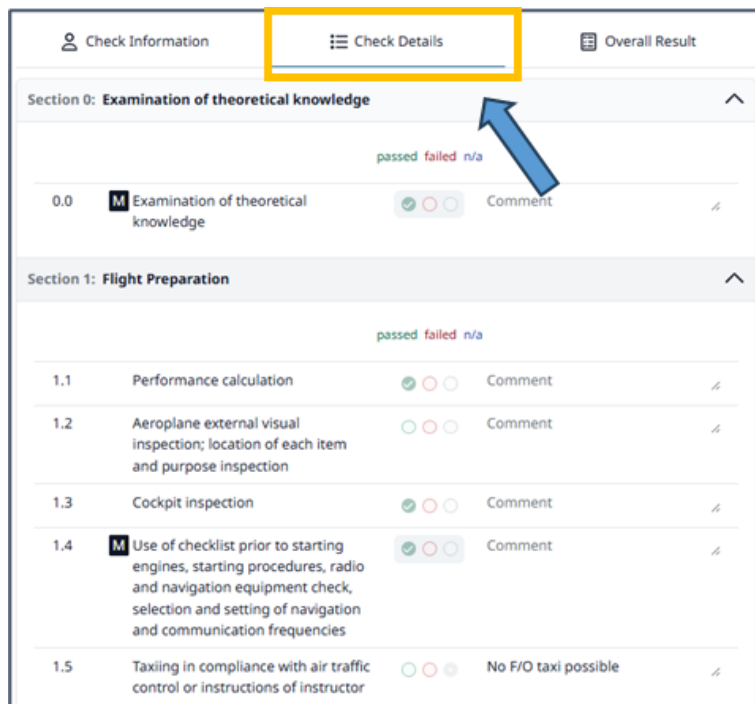 Check Information
Check Details
Overall Result
Section 0: Examination of theoretical knowledge
passed failed n/a
0.0 M Examination of theoretical Comment
knowledge
Section 1: Flight Preparation
passed failed n/a
1.1 Performance calculation Comment
1.2 Aeroplane external visual Comment
inspection; location of each item
and purpose inspection
1.3 Cockpit inspection Comment
1.4 M Use of checklist prior to starting Comment
engines, starting procedures, radio
and navigation equipment check,
selection and setting of navigation
and communication frequencies
1.5 Taxiing in compliance with air traffic No F/O taxi possible
control or instructions of instructor